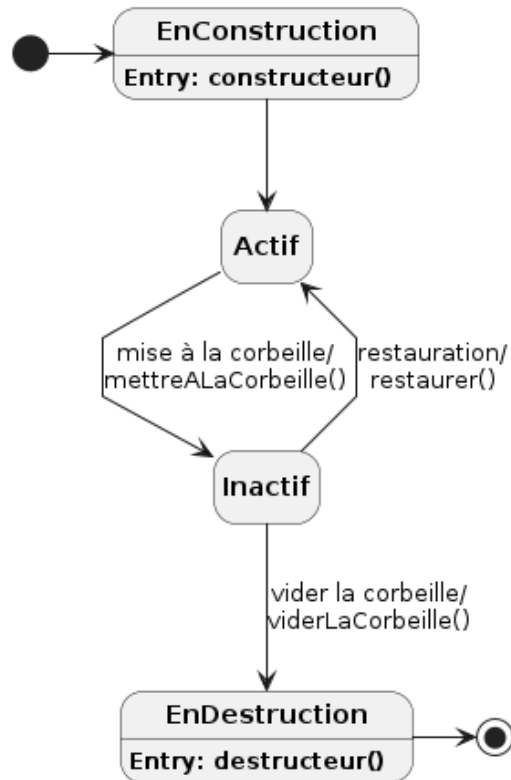 EnConstruction
Entry: constructeur()
Actif
mise à la corbeille/
mettreALaCorbeille()
restauration/
restaurer()
Inactif
vider la corbeille/
viderLaCorbeille()
EnDestruction
Entry: destructeur()